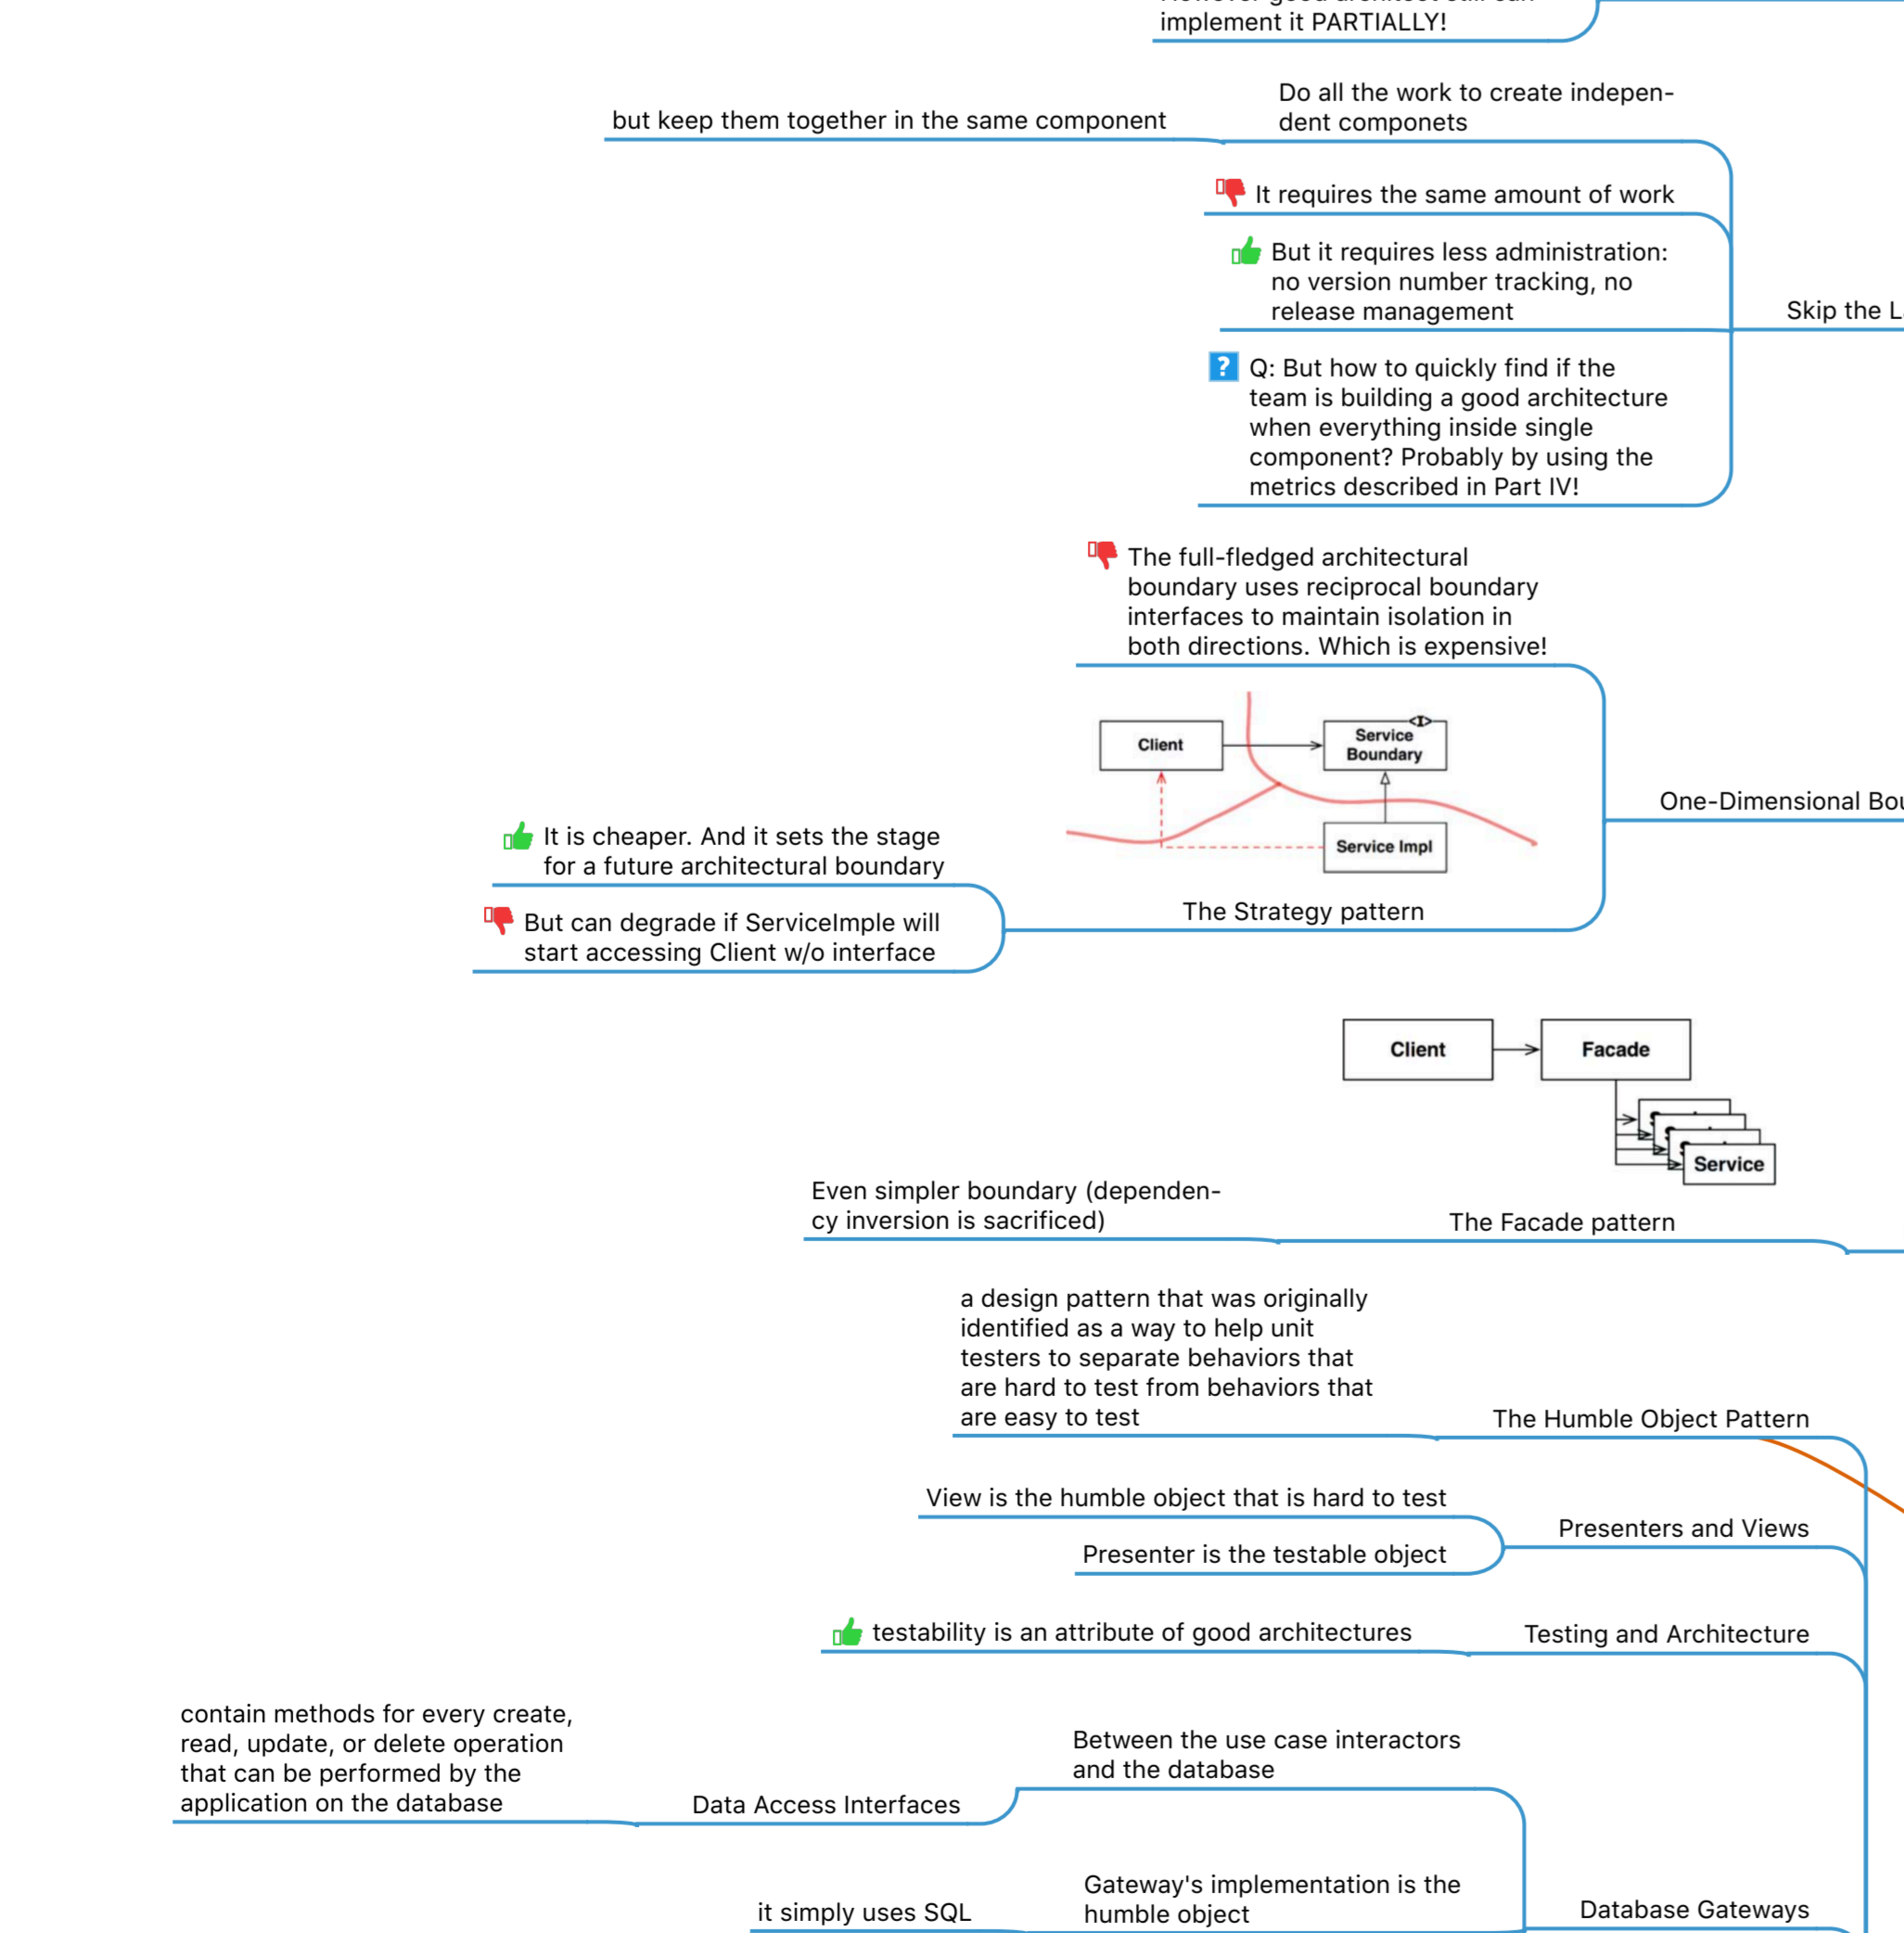 implement it PARTIALLY!
Do all the work to create indepen-
dent componets
but keep them together in the same component
It requires the same amount of work
But it requires less administration:
no version number tracking, no
release management
Skip the L
? Q: But how to quickly find if the
team is building a good architecture
when everything inside single
component? Probably by using the
metrics described in Part IV!
The full-fledged architectural
boundary uses reciprocal boundary
interfaces to maintain isolation in
both directions. Which is expensive!
Client
<I>
Service
Boundary
Service Impl
One-Dimensional Bou
The Strategy pattern
It is cheaper. And it sets the stage
for a future architectural boundary
But can degrade if ServiceImple will
start accessing Client w/o interface
Client
Facade
Service
The Facade pattern
Even simpler boundary (dependen-
cy inversion is sacrificed)
a design pattern that was originally
identified as a way to help unit
testers to separate behaviors that
are hard to test from behaviors that
are easy to test
The Humble Object Pattern
View is the humble object that is hard to test
Presenter is the testable object
Presenters and Views
testability is an attribute of good architectures
Testing and Architecture
contain methods for every create,
read, update, or delete operation
that can be performed by the
application on the database
Data Access Interfaces
Between the use case interactors
and the database
it simply uses SQL
Gateway's implementation is the
humble object
Database Gateways